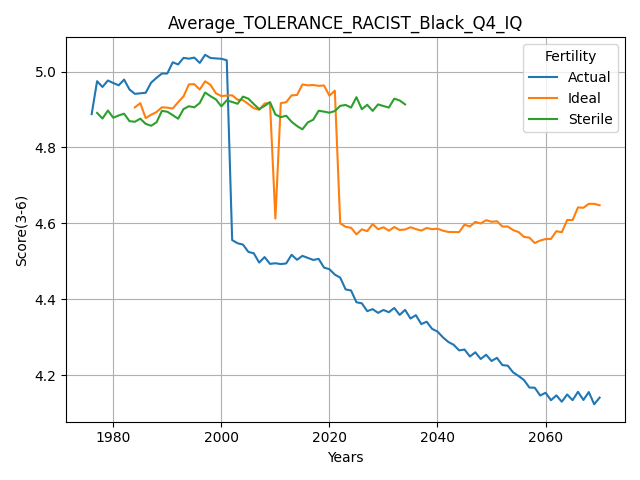 Average_TOLERANCE_RACIST_Black_Q4_IQ
Fertility
Actual
Ideal
Sterile
Score(3-6)
5.0
4.8
4.6
4.4
4.2
1980
2000
2020
2040
2060
Years